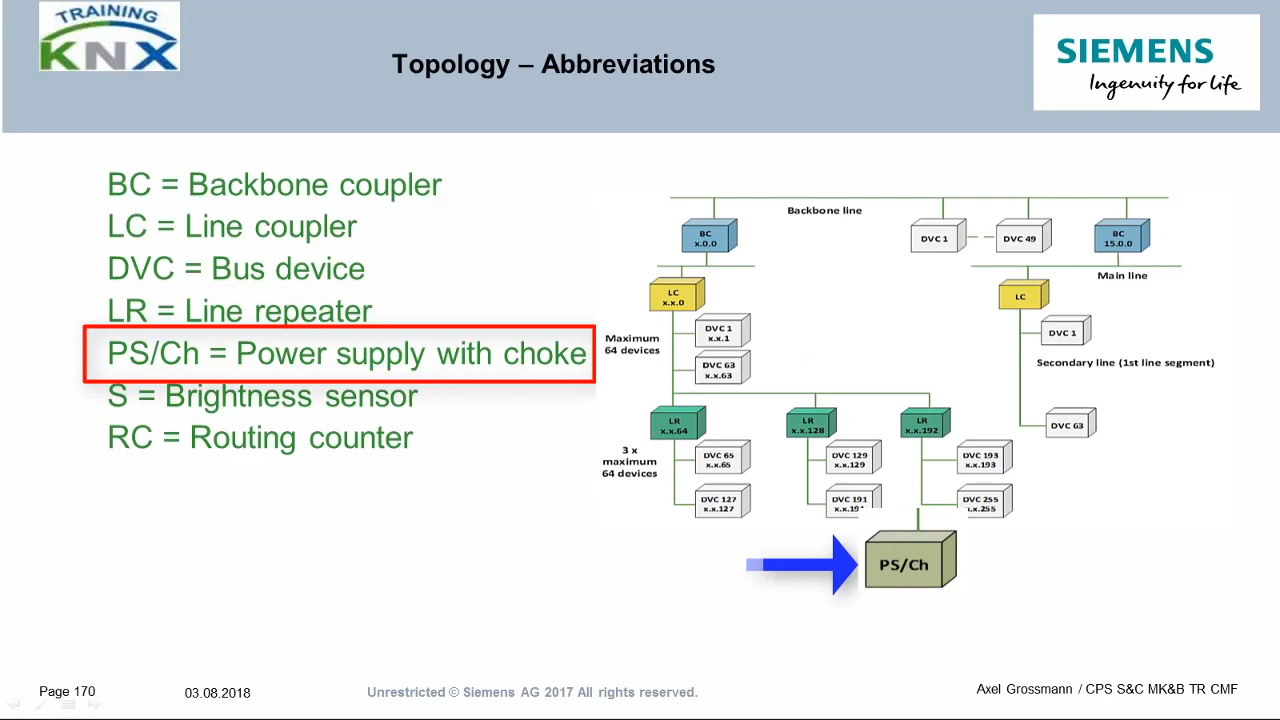 TRAINING
KNX
Topology – Abbreviations
SIEMENS
Ingenuity for life
BC = Backbone coupler
LC = Line coupler
DVC = Bus device
LR = Line repeater
PS/Ch = Power supply with choke
S = Brightness sensor
RC = Routing counter
Backbone line
BC
x.0.0
DVC 1
DVC 49
BC
15.0.0
Main line
LC
x.x.0
LC
Maximum
64 devices
DVC 1
x.x.1
DVC 63
x.x.63
DVC 1
Secondary line (1st line segment)
DVC 63
LR
x.x.64
LR
x.x.128
LR
x.x.192
3 x
maximum
64 devices
DVC 65
x.x.65
DVC 129
x.x.129
DVC 193
x.x.193
DVC 127
x.x.127
DVC 191
DVC 255
x.x.255
PS/Ch
Page 170
03.08.2018
Unrestricted © Siemens AG 2017 All rights reserved.
Axel Grossmann / CPS S&C MK&B TR CMF